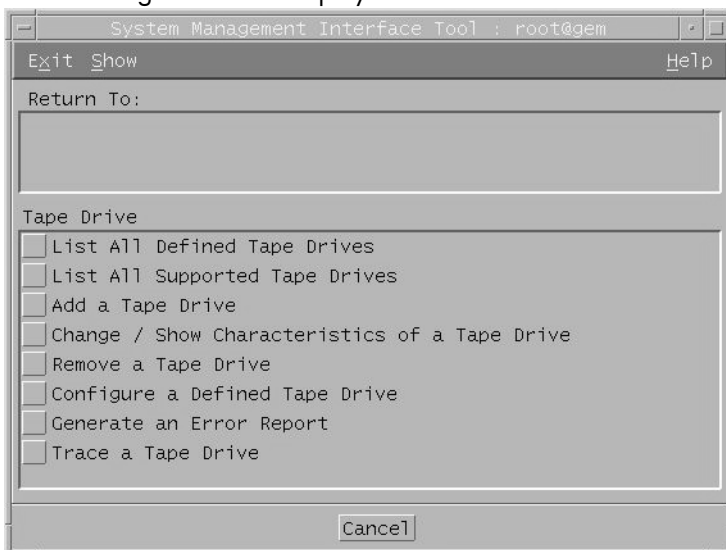 System Management Interface Tool : root@gem
Exit Show Help
Return To:
Tape Drive
List All Defined Tape Drives
List All Supported Tape Drives
Add a Tape Drive
Change / Show Characteristics of a Tape Drive
Remove a Tape Drive
Configure a Defined Tape Drive
Generate an Error Report
Trace a Tape Drive
Cancel